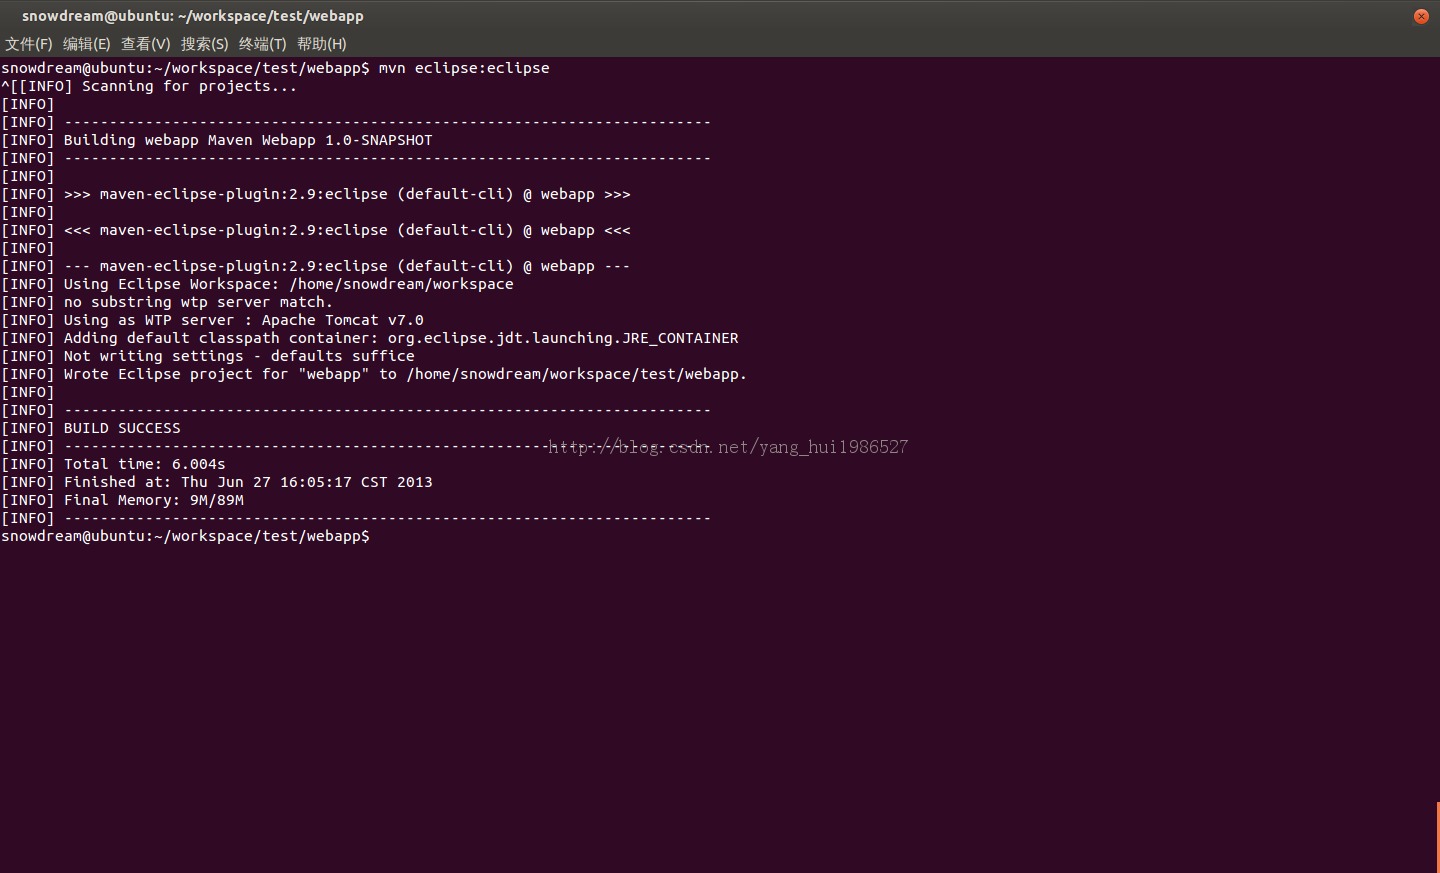 snowdream@ubuntu: ~/workspace/test/webapp
文件(F) 编辑(E) 查看(V) 搜索(S) 终端(T) 帮助(H)
snowdream@ubuntu:~/workspace/test/webapp$ mvn eclipse:eclipse
^[[INFO] Scanning for projects...
[INFO]
[INFO] ------------------------------------------------------------------------
[INFO] Building webapp Maven Webapp 1.0-SNAPSHOT
[INFO] ------------------------------------------------------------------------
[INFO]
[INFO] >>> maven-eclipse-plugin:2.9:eclipse (default-cli) @ webapp >>>
[INFO]
[INFO] <<< maven-eclipse-plugin:2.9:eclipse (default-cli) @ webapp <<<
[INFO]
[INFO] --- maven-eclipse-plugin:2.9:eclipse (default-cli) @ webapp ---
[INFO] Using Eclipse Workspace: /home/snowdream/workspace
[INFO] no substring wtp server match.
[INFO] Using as WTP server : Apache Tomcat v7.0
[INFO] Adding default classpath container: org.eclipse.jdt.launching.JRE_CONTAINER
[INFO] Not writing settings - defaults suffice
[INFO] Wrote Eclipse project for "webapp" to /home/snowdream/workspace/test/webapp.
[INFO]
[INFO] ------------------------------------------------------------------------
[INFO] BUILD SUCCESS
[INFO] ------------------------------------------------------------------------
http://blog.csdn.net/yang_hui1986527
[INFO] Total time: 6.004s
[INFO] Finished at: Thu Jun 27 16:05:17 CST 2013
[INFO] Final Memory: 9M/89M
[INFO] ------------------------------------------------------------------------
snowdream@ubuntu:~/workspace/test/webapp$